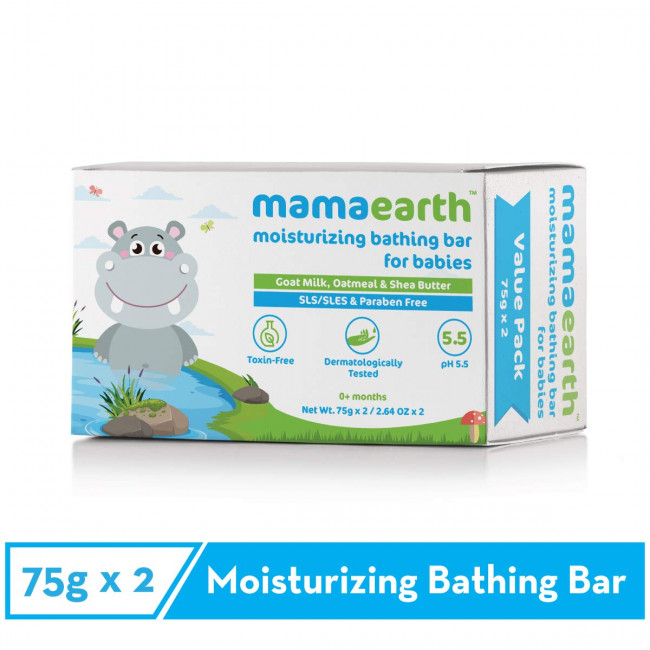 mamaearth™
moisturizing bathing bar
for babies
Goat Milk, Oatmeal & Shea Butter
SLS/SLES & Paraben Free
Toxin-Free
Dermatologically
Tested
5.5
pH 5.5
0+ months
Net Wt. 75g x 2 / 2.64 OZ x 2
Value Pack
75g x 2
mamaearth™
moisturizing bathing bar
for babies
75g x 2
Moisturizing Bathing Bar